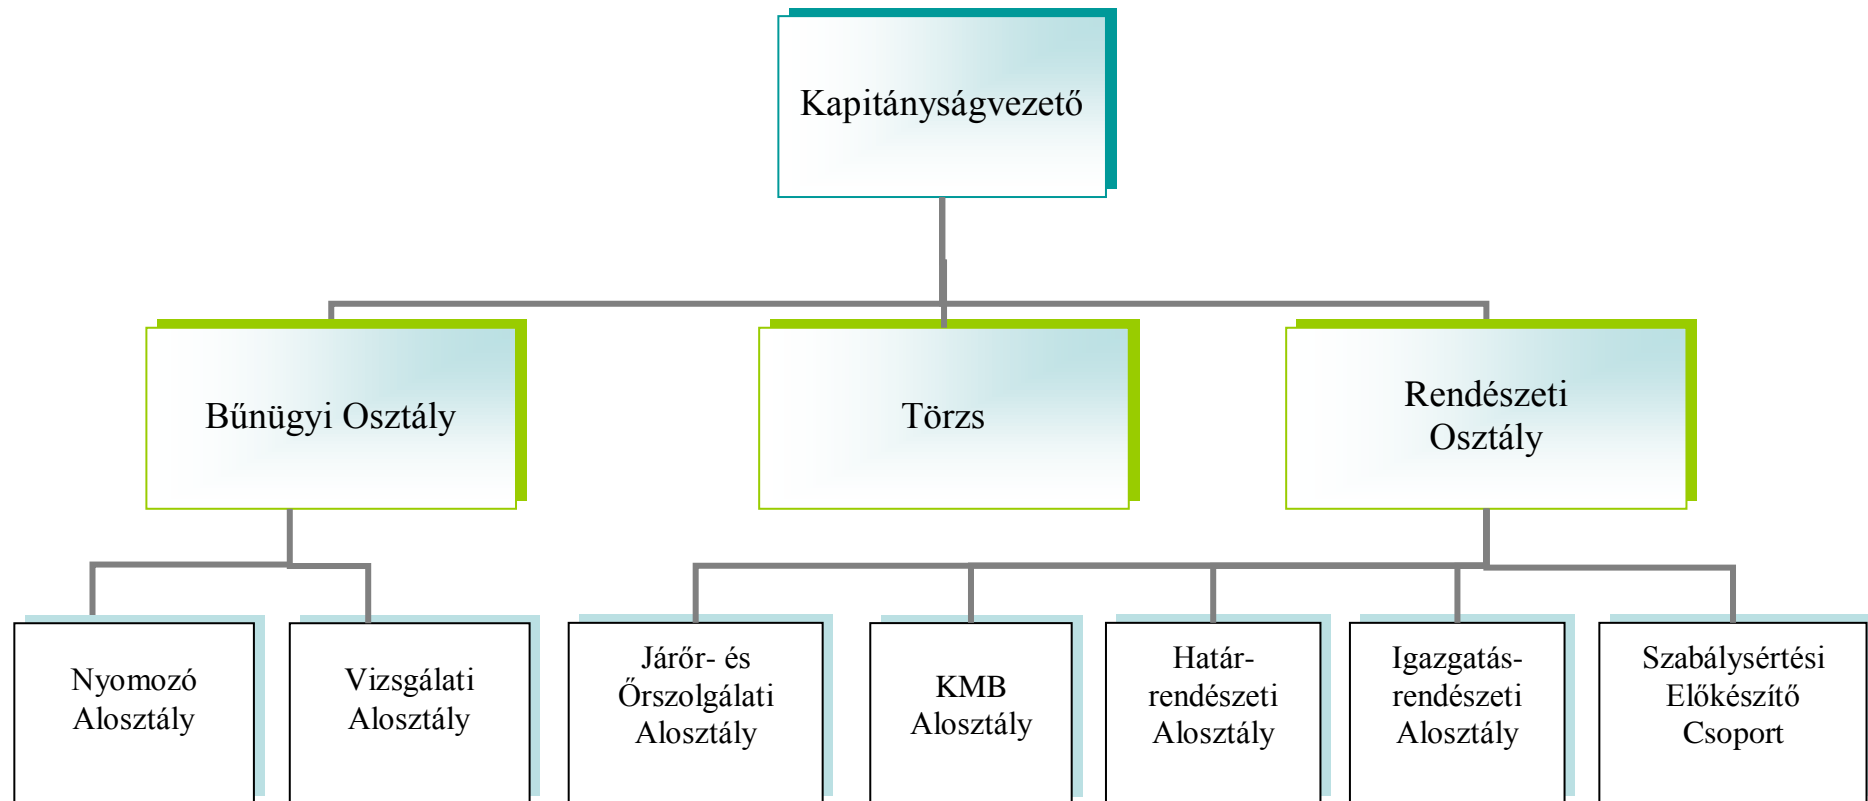 Kapitányságvezető
Bűnügyi Osztály
Törzs
Rendészeti
Osztály
Nyomozó
Alosztály
Vizsgálati
Alosztály
Járőr- és
Őrszolgálati
Alosztály
KMB
Alosztály
Határ-
rendészeti
Alosztály
Igazgatás-
rendészeti
Alosztály
Szabálysértési
Előkészítő
Csoport